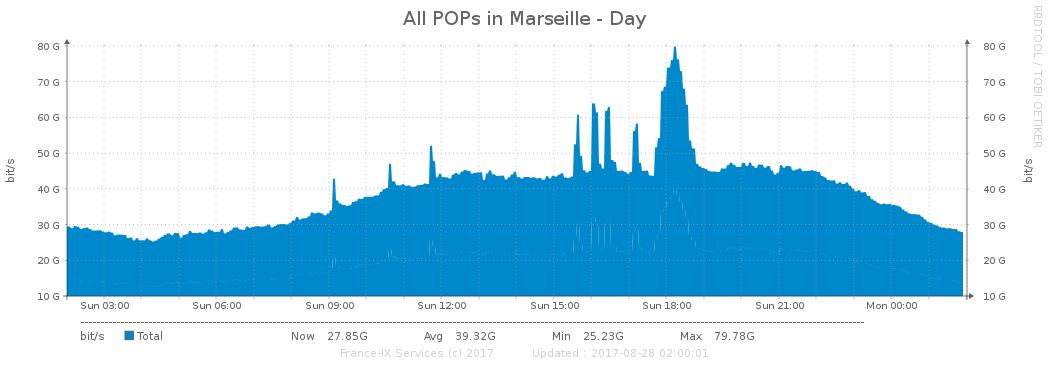 All POPs in Marseille - Day
RRDTOOL / TOBI OETIKER
bit/s
80 G 80 G
70 G 70 G
60 G 60 G
50 G 50 G
40 G 40 G
30 G 30 G
20 G 20 G
10 G 10 G
bit/s
Sun 03:00 Sun 06:00 Sun 09:00 Sun 12:00 Sun 15:00 Sun 18:00 Sun 21:00 Mon 00:00
bit/s Total Now 27.85G Avg 39.32G Min 25.23G Max 79.78G
France-IX Services (c) 2017 Updated : 2017-08-28 02:00:01